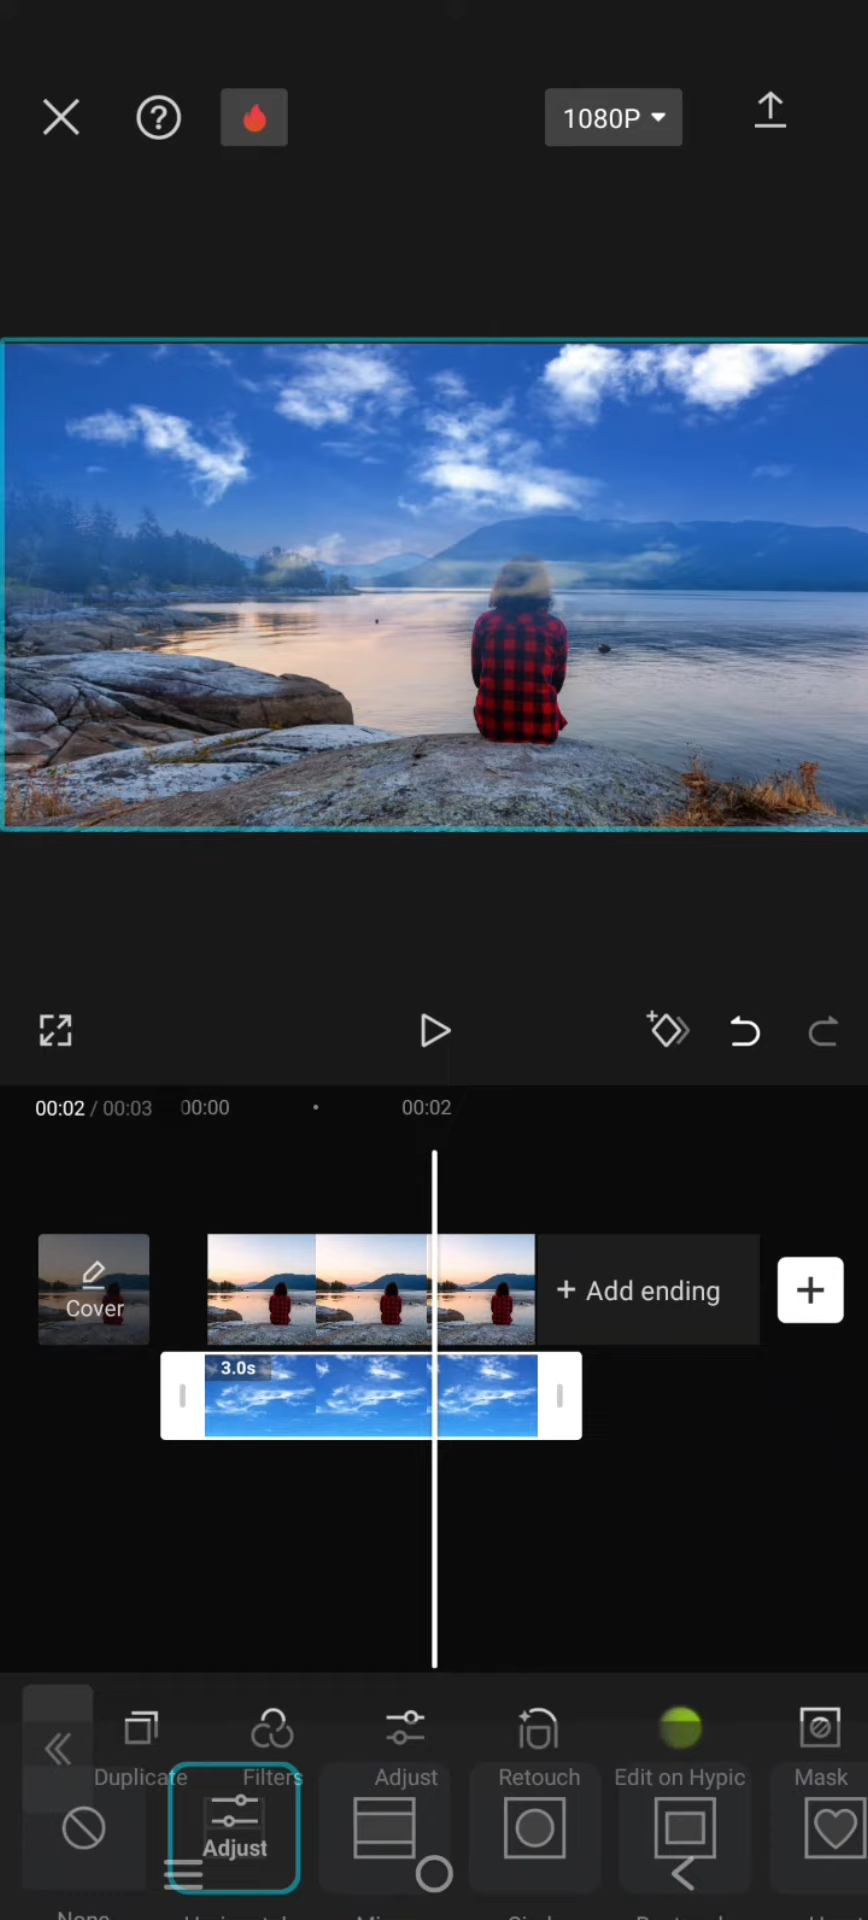 1080P
00:02 / 00:03 00:00 00:02
Cover
+ Add ending
3.0s
Duplicate Filters Adjust Retouch Edit on Hypic Mask
Adjust